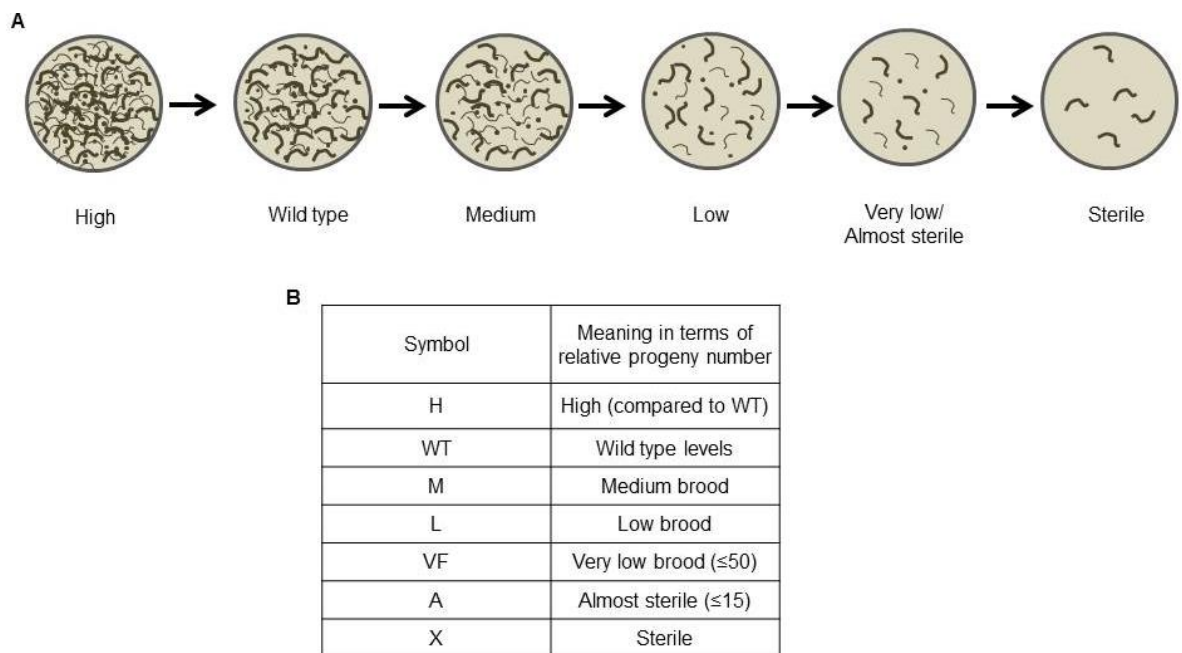 A
High
Wild type
Medium
Low
Very low/
Almost sterile
Sterile
B
Symbol
Meaning in terms of
relative progeny number
H
High (compared to WT)
WT
Wild type levels
M
Medium brood
L
Low brood
VF
Very low brood (≤50)
A
Almost sterile (≤15)
X
Sterile